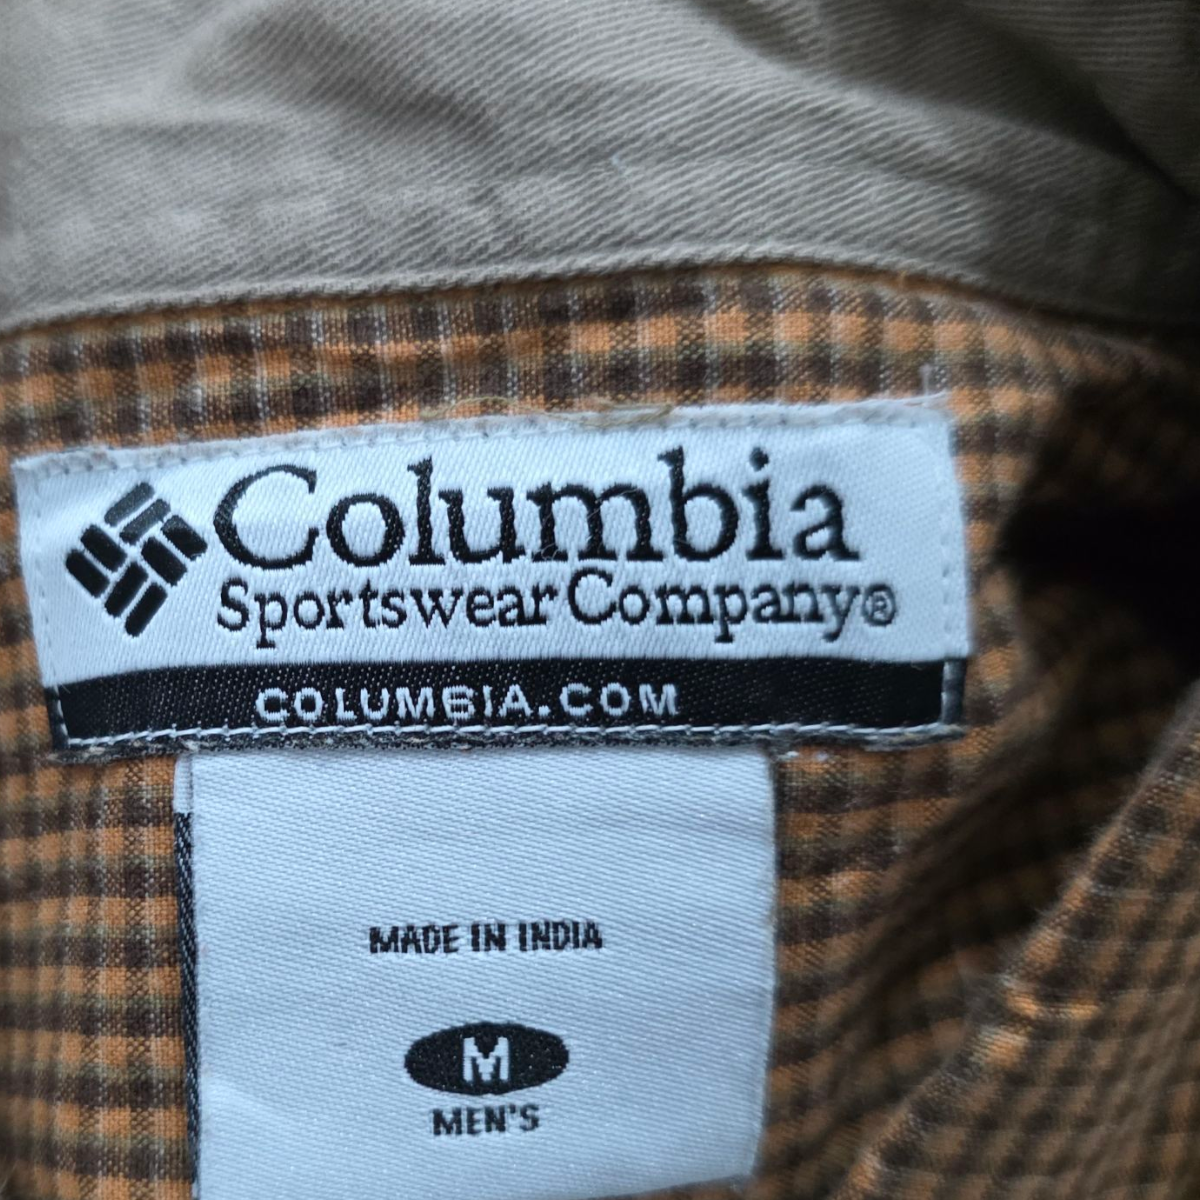 Columbia
Sportswear Company®
COLUMBIA.COM
MADE IN INDIA
M
MEN'S